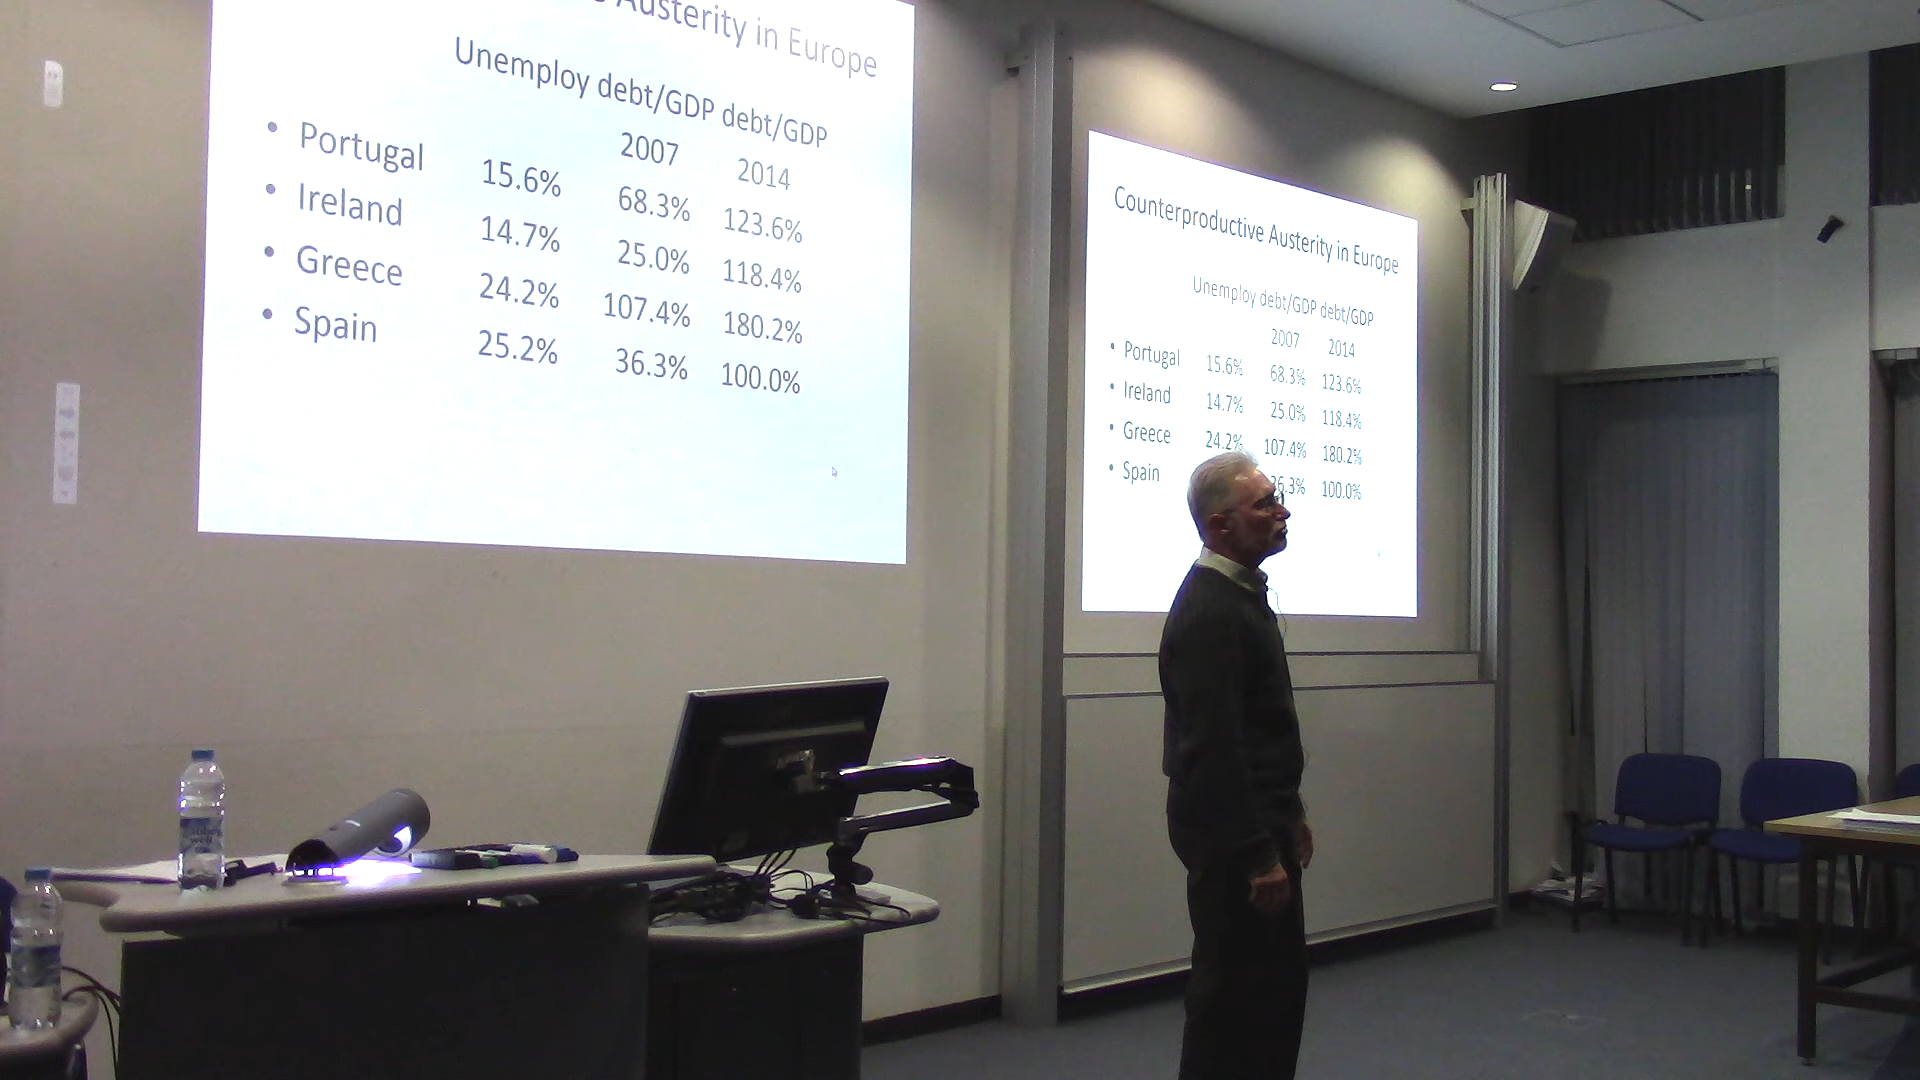 Austerity in Europe
Unemploy debt/GDP debt/GDP
2007 2014
• Portugal 15.6% 68.3% 123.6%
• Ireland 14.7% 25.0% 118.4%
• Greece 24.2% 107.4% 180.2%
• Spain 25.2% 36.3% 100.0%
Counterproductive Austerity in Europe
Unemploy debt/GDP debt/GDP
2007 2014
• Portugal 15.6% 68.3% 123.6%
• Ireland 14.7% 25.0% 118.4%
• Greece 24.2% 107.4% 180.2%
• Spain 36.3% 100.0%
well